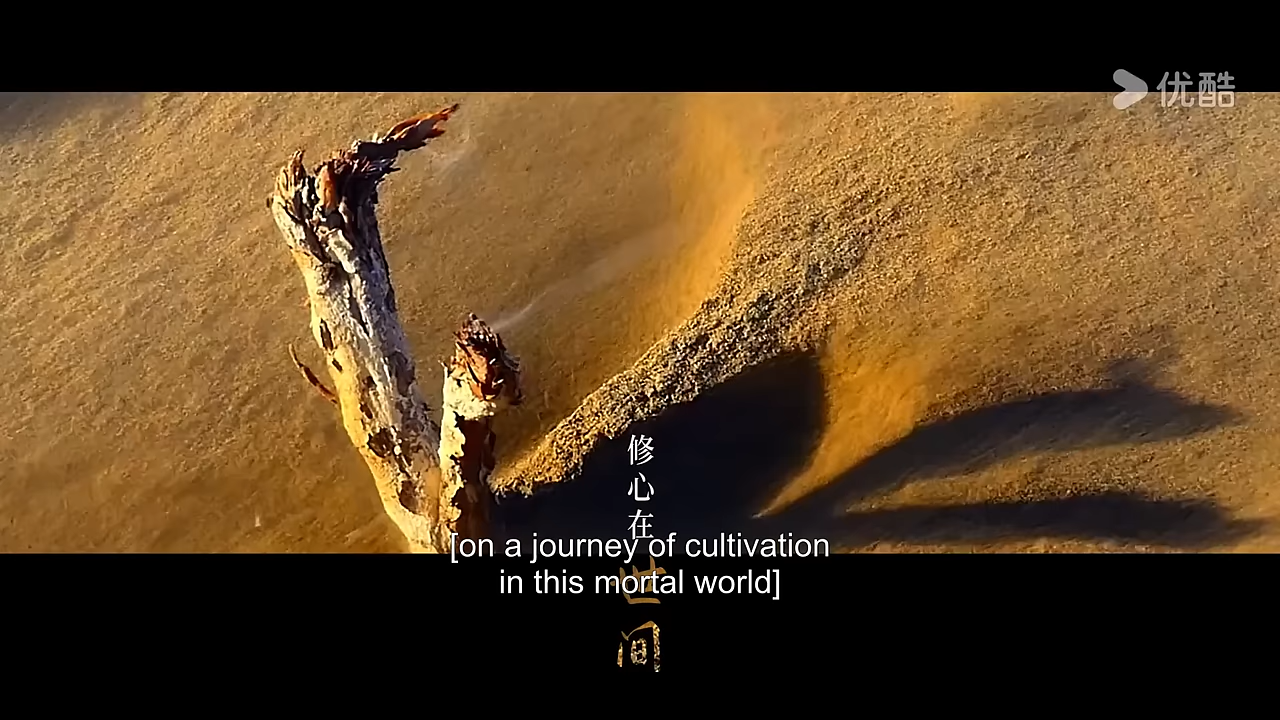 优酷
修心在
世间
[on a journey of cultivation
in this mortal world]